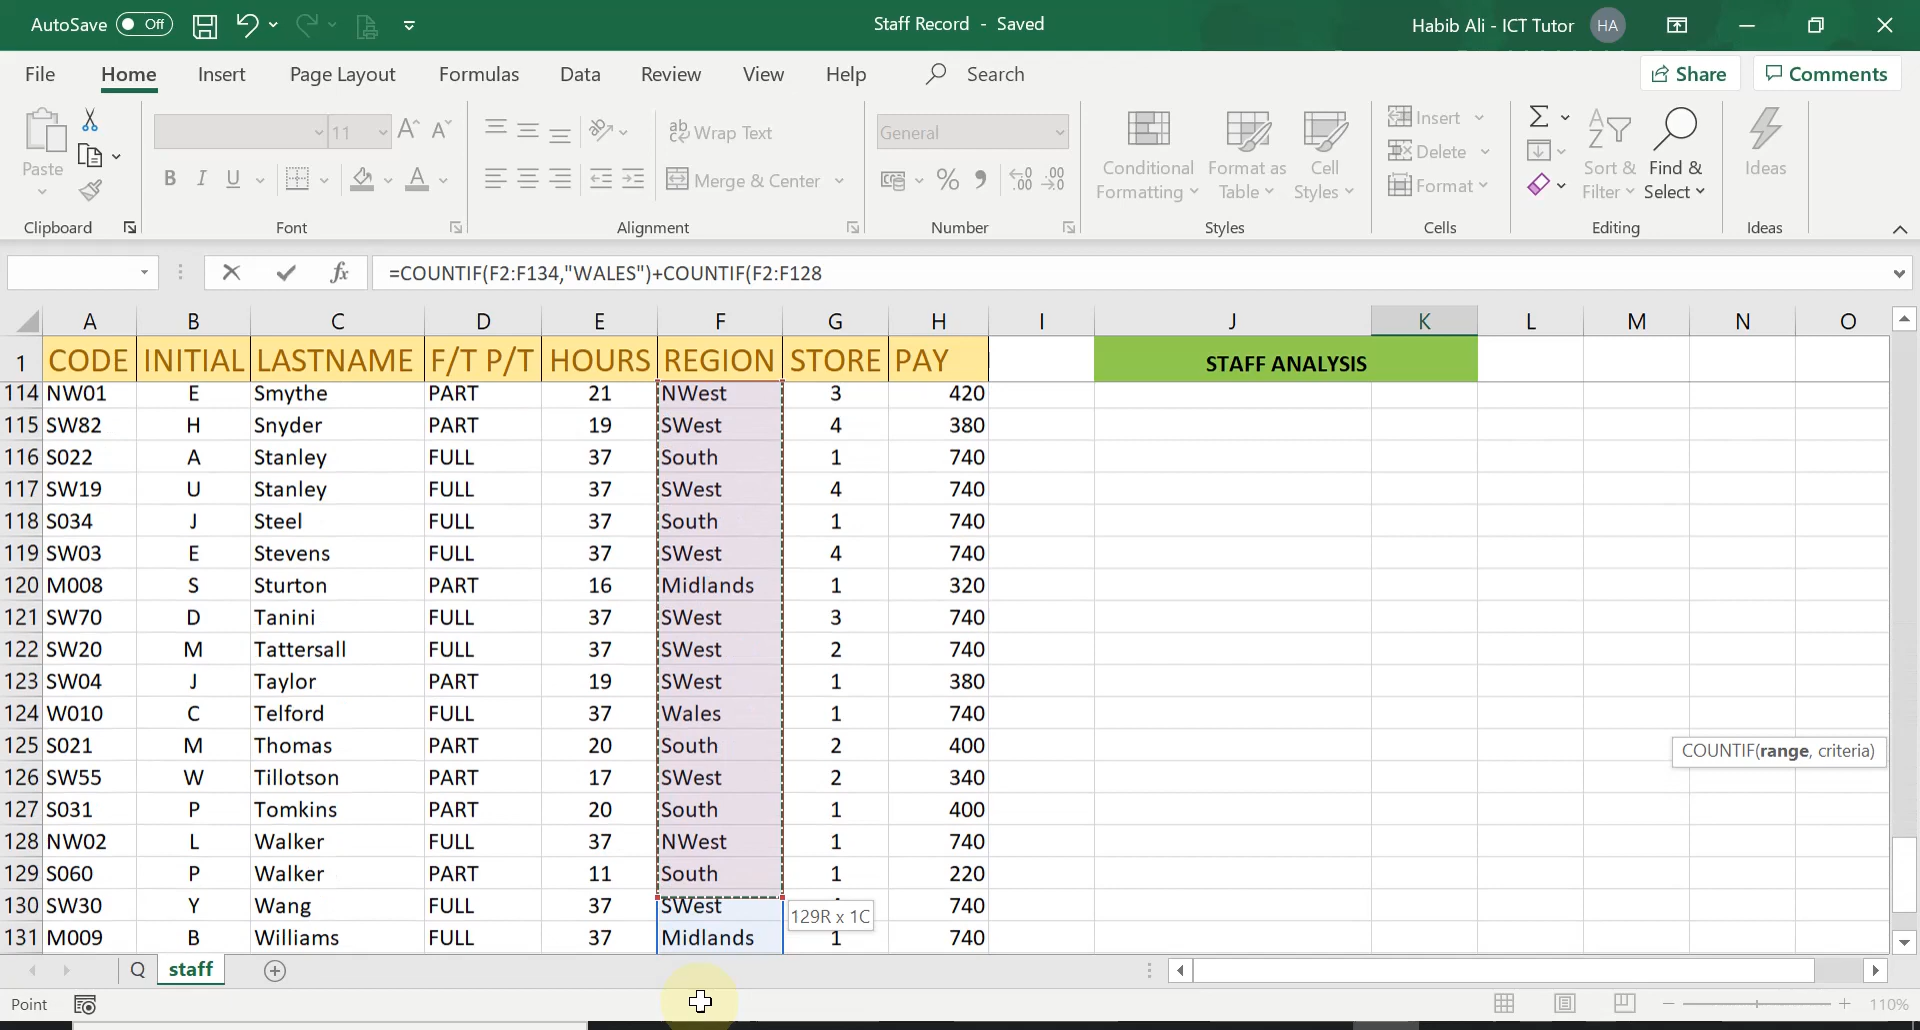 AutoSave Off Staff Record - Saved Habib Ali - ICT Tutor HA
File Home Insert Page Layout Formulas Data Review View Help Search Share Comments
Paste
Clipboard
11
B I U A
Font
Wrap Text
Merge & Center
Alignment
General
Number
Conditional Formatting
Format as Table
Cell Styles
Styles
Insert
Delete
Format
Cells
Sort & Filter
Find & Select
Editing
Ideas
Ideas
fx =COUNTIF(F2:F134,"WALES")+COUNTIF(F2:F128
A B C D E F G H I J K L M N O
1 CODE INITIAL LASTNAME F/T P/T HOURS REGION STORE PAY STAFF ANALYSIS
114 NW01 E Smythe PART 21 NWest 3 420
115 SW82 H Snyder PART 19 SWest 4 380
116 S022 A Stanley FULL 37 South 1 740
117 SW19 U Stanley FULL 37 SWest 4 740
118 S034 J Steel FULL 37 South 1 740
119 SW03 E Stevens FULL 37 SWest 4 740
120 M008 S Sturton PART 16 Midlands 1 320
121 SW70 D Tanini FULL 37 SWest 3 740
122 SW20 M Tattersall FULL 37 SWest 2 740
123 SW04 J Taylor PART 19 SWest 1 380
124 W010 C Telford FULL 37 Wales 1 740
125 S021 M Thomas PART 20 South 2 400
COUNTIF(range, criteria)
126 SW55 W Tillotson PART 17 SWest 2 340
127 S031 P Tomkins PART 20 South 1 400
128 NW02 L Walker FULL 37 NWest 1 740
129 S060 P Walker PART 11 South 1 220
130 SW30 Y Wang FULL 37 SWest 740
129R x 1C
131 M009 B Williams FULL 37 Midlands 1 740
Q staff
Point 110%